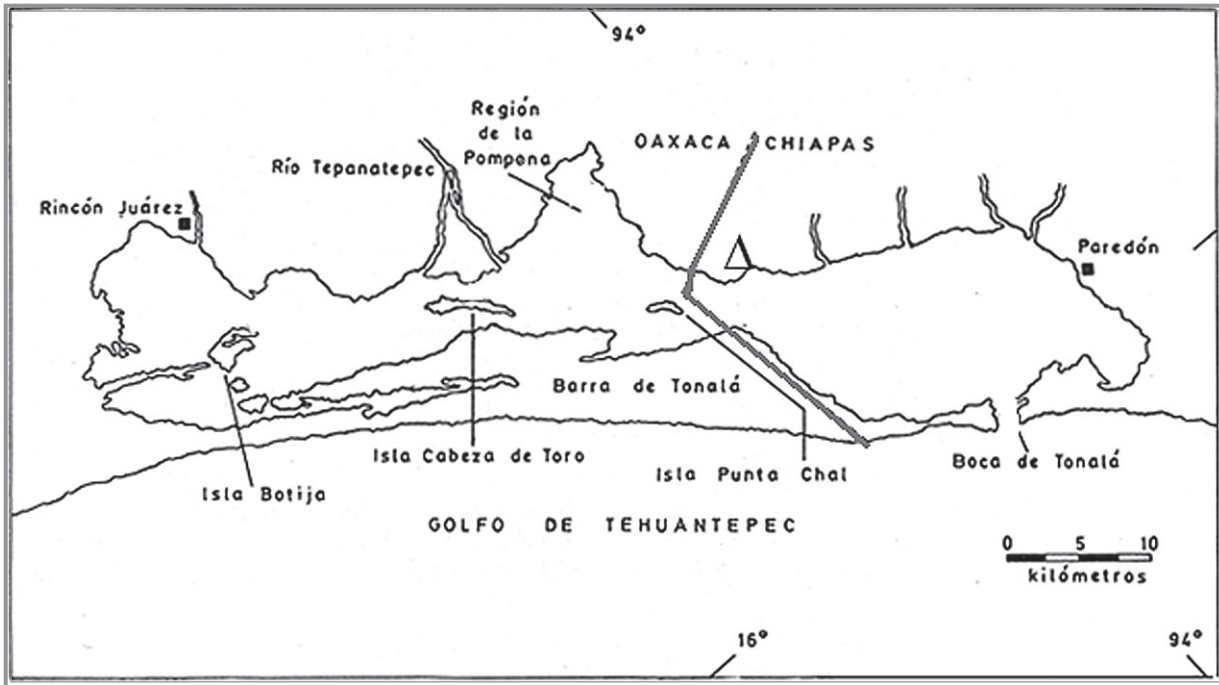 94°
Región
de la
Pompona
OAXACA CHIAPAS
Río Tepanatepec
Rincón Juárez
Paredón
Barra de Tonalá
Isla Cabeza de Toro
Isla Punta Chal
Boca de Tonalá
Isla Botija
GOLFO DE TEHUANTEPEC
0 5 10
kilómetros
16°
94°